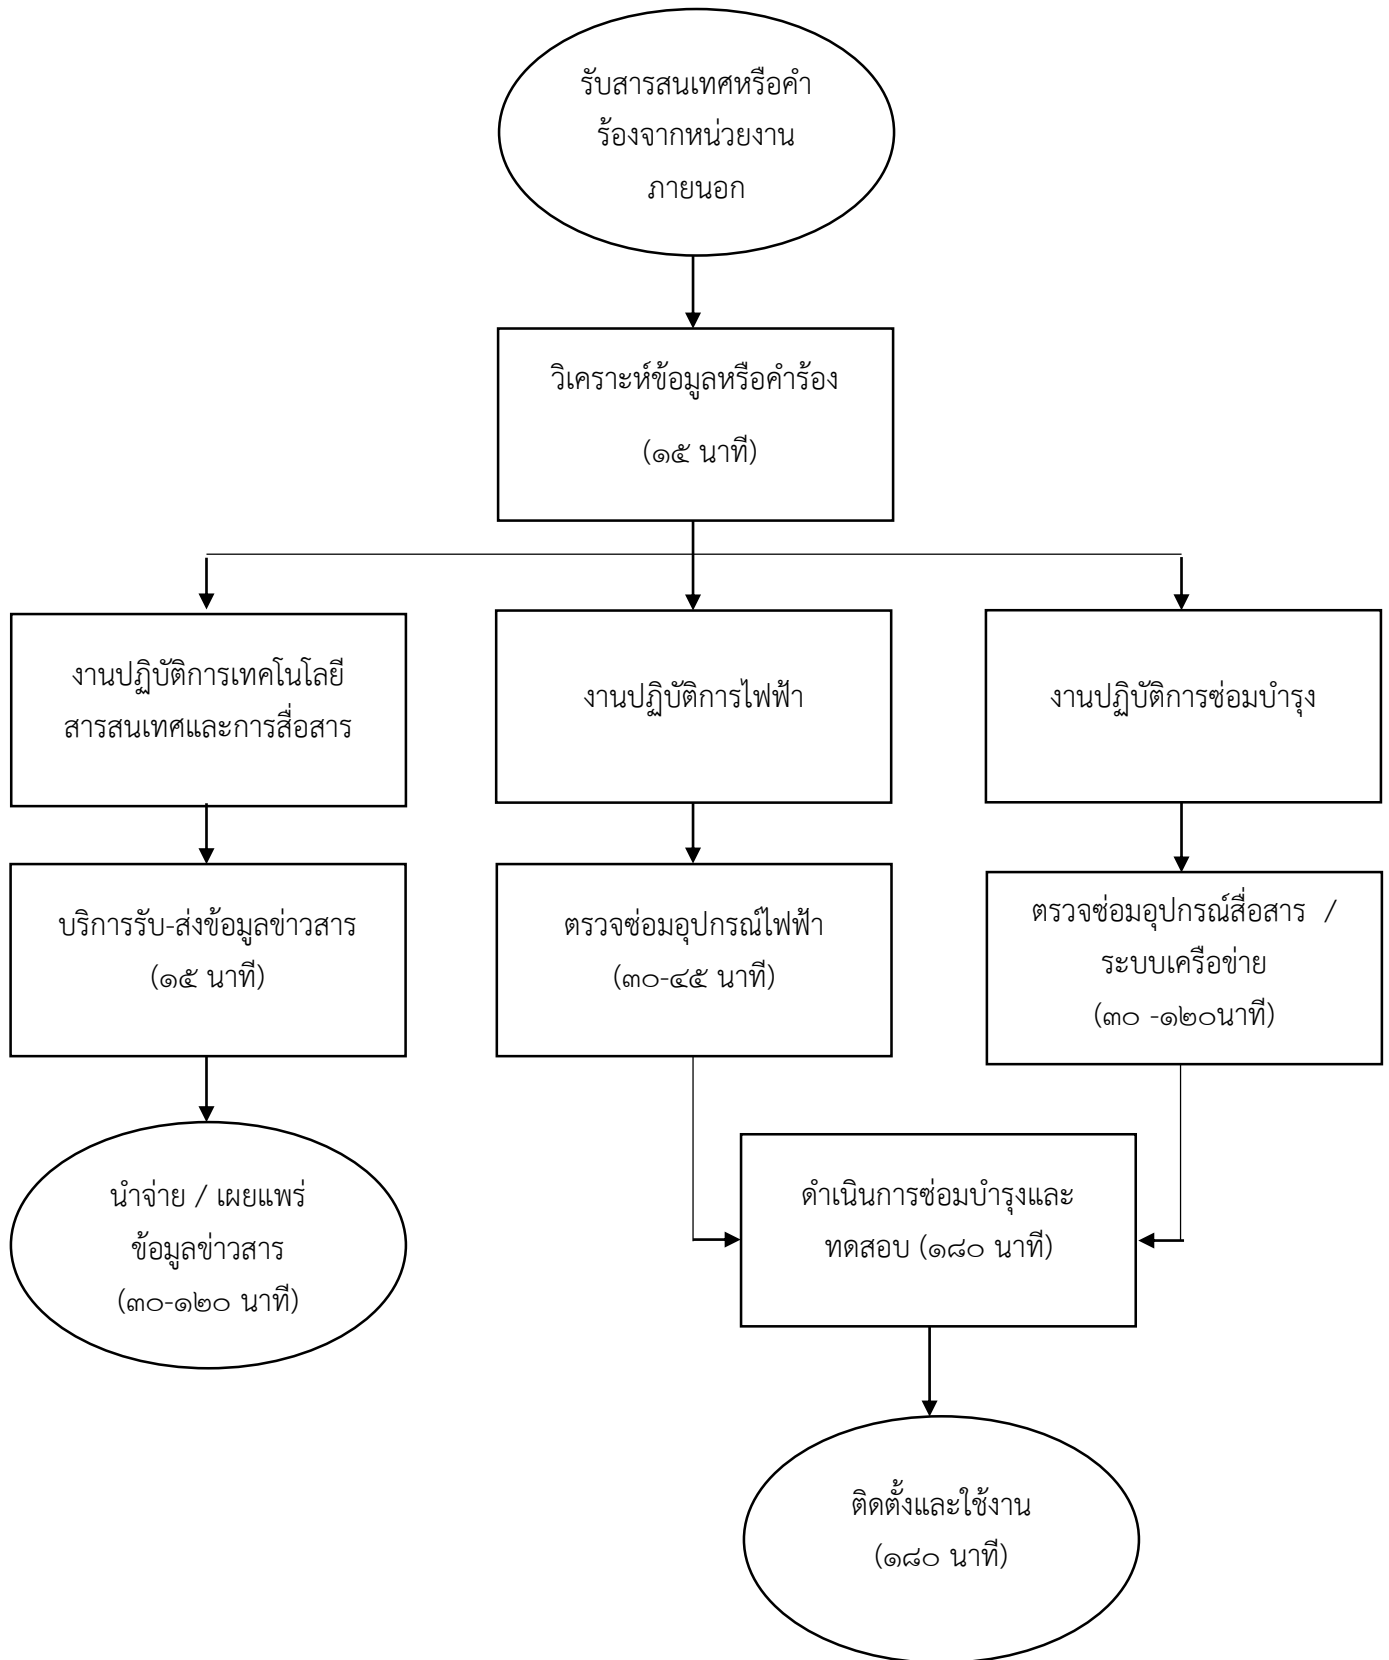 รับสารสนเทศหรือคำ
ร้องจากหน่วยงาน
ภายนอก
วิเคราะห์ข้อมูลหรือคำร้อง
(๑๕ นาที)
งานปฏิบัติการเทคโนโลยี
สารสนเทศและการสื่อสาร
งานปฏิบัติการไฟฟ้า
งานปฏิบัติการซ่อมบำรุง
บริการรับ-ส่งข้อมูลข่าวสาร
(๑๕ นาที)
ตรวจซ่อมอุปกรณ์ไฟฟ้า
(๓๐-๔๕ นาที)
ตรวจซ่อมอุปกรณ์สื่อสาร /
ระบบเครือข่าย
(๓๐ -๑๒๐นาที)
นำจ่าย / เผยแพร่
ข้อมูลข่าวสาร
(๓๐-๑๒๐ นาที)
ดำเนินการซ่อมบำรุงและ
ทดสอบ (๑๘๐ นาที)
ติดตั้งและใช้งาน
(๑๘๐ นาที)